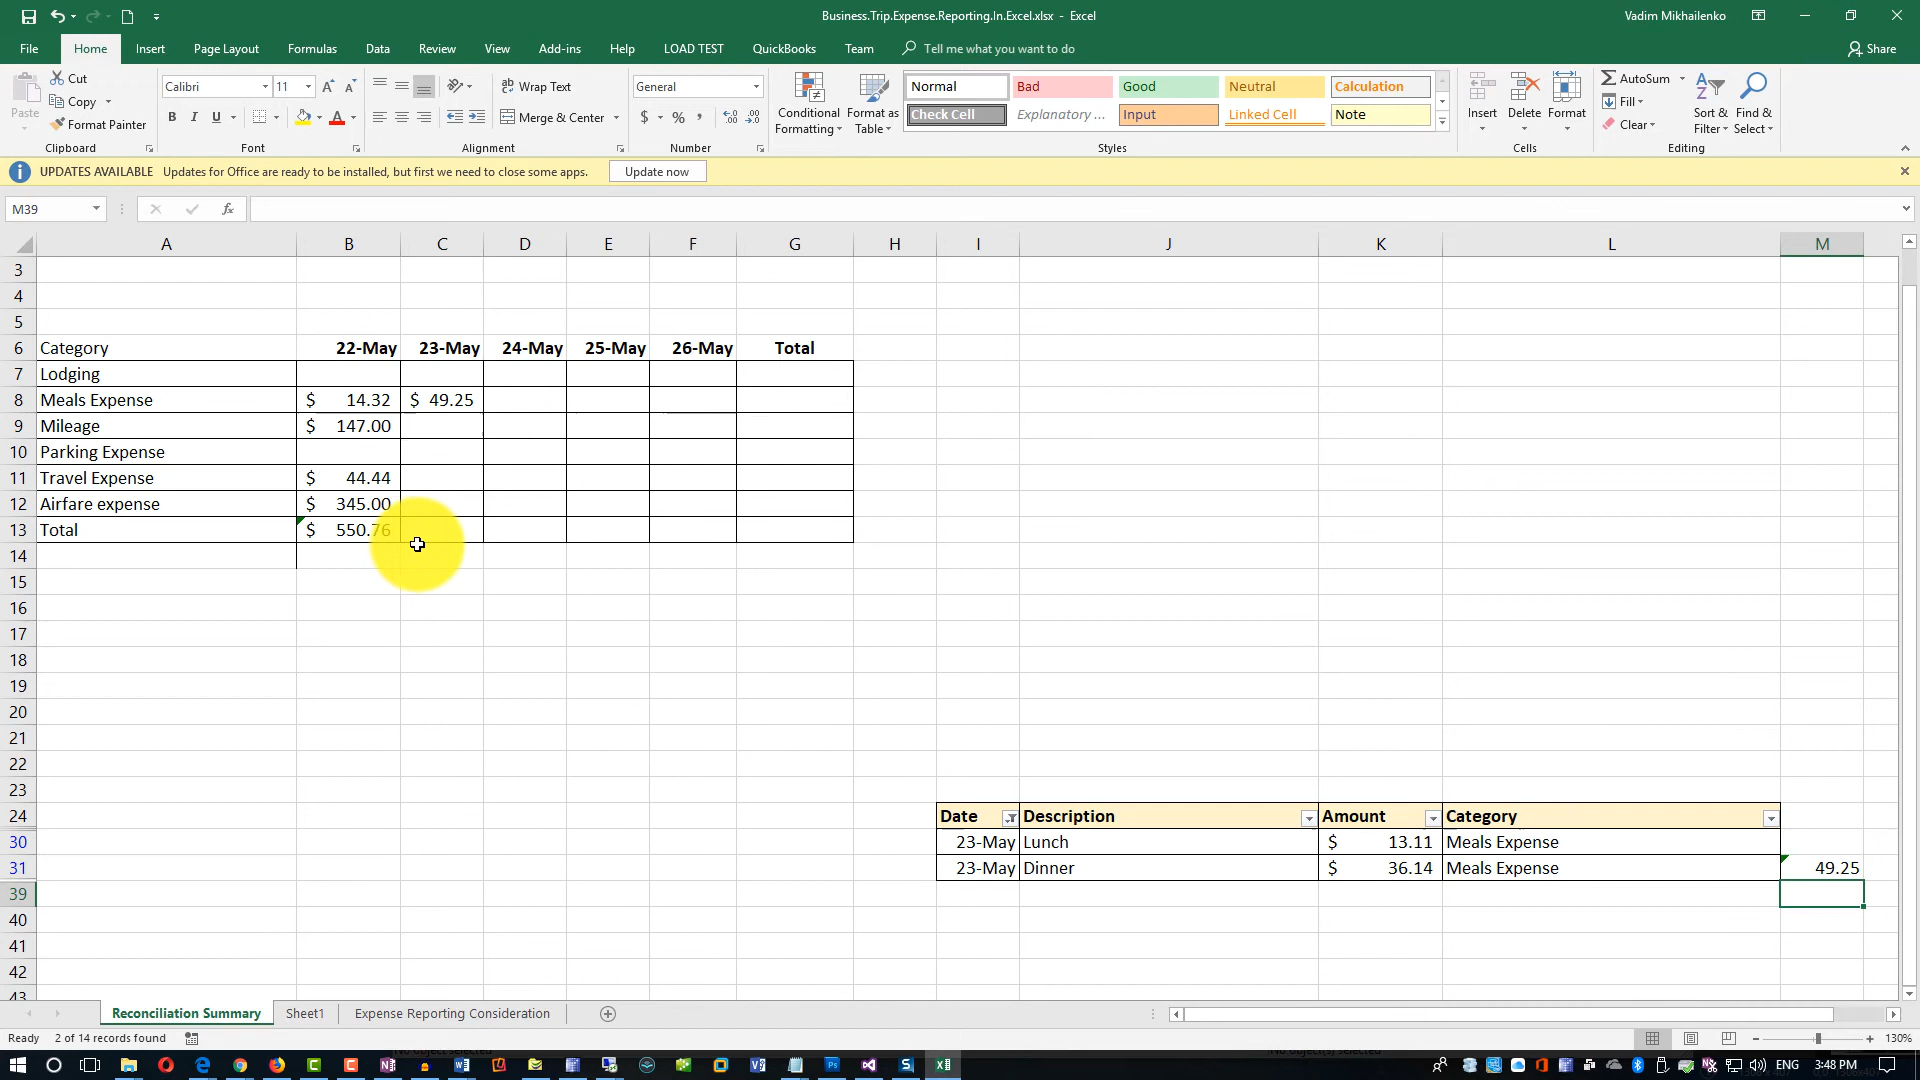 Business.Trip.Expense.Reporting.In.Excel.xlsx - Excel
Vadim Mikhailenko
File Home Insert Page Layout Formulas Data Review View Add-ins Help LOAD TEST QuickBooks Team Tell me what you want to do Share
Paste
Cut
Copy
Format Painter
Clipboard
Calibri 11
B I U
Font
Wrap Text
Merge & Center
Alignment
General
$ % ,
Number
Conditional Formatting
Format as Table
Normal Bad Good Neutral Calculation
Check Cell Explanatory ... Input Linked Cell Note
Styles
Insert Delete Format
Cells
AutoSum
Fill
Clear
Sort & Filter
Find & Select
Editing
UPDATES AVAILABLE Updates for Office are ready to be installed, but first we need to close some apps. Update now
M39 fx
A B C D E F G H I J K L M
3
4
5
6 Category 22-May 23-May 24-May 25-May 26-May Total
7 Lodging
8 Meals Expense $ 14.32 $ 49.25
9 Mileage $ 147.00
10 Parking Expense
11 Travel Expense $ 44.44
12 Airfare expense $ 345.00
13 Total $ 550.76
14
15
16
17
18
19
20
21
22
23
24 Date Description Amount Category
30 23-May Lunch $ 13.11 Meals Expense
31 23-May Dinner $ 36.14 Meals Expense 49.25
39
40
41
42
43
Reconciliation Summary Sheet1 Expense Reporting Consideration
Ready 2 of 14 records found 130%
ENG 3:48 PM